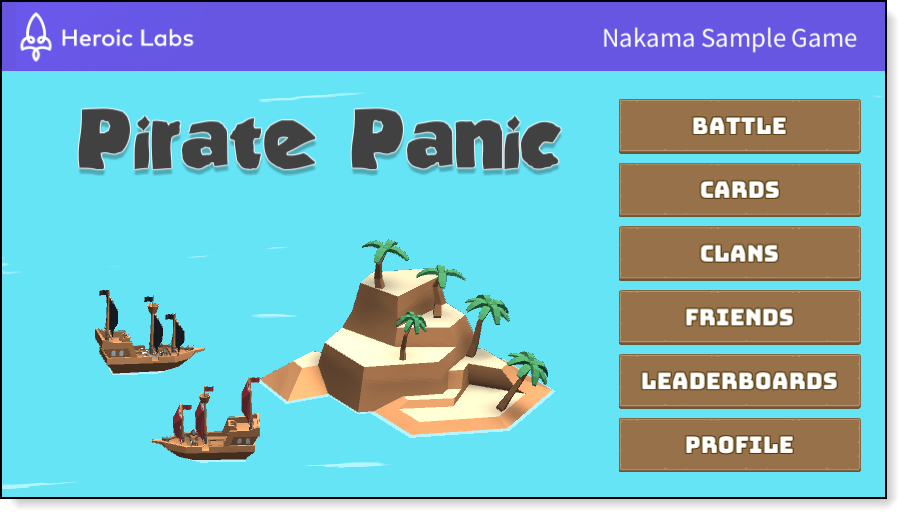 Heroic Labs
Nakama Sample Game
Pirate Panic
BATTLE
CARDS
CLANS
FRIENDS
LEADERBOARDS
PROFILE